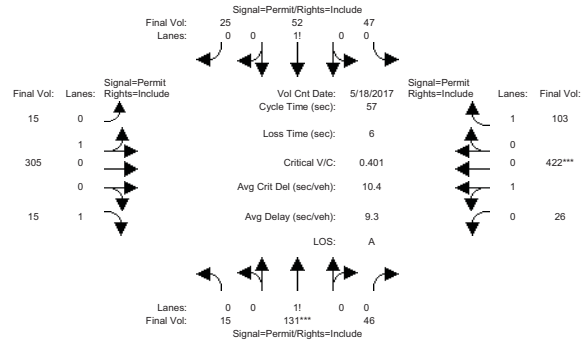 Signal=Permit/Rights=Include
Final Vol: 25 52 47
Lanes: 0 0 1! 0 0
Signal=Permit Signal=Permit
Final Vol: Lanes: Rights=Include Vol Cnt Date: 5/18/2017 Rights=Include Lanes: Final Vol:
Cycle Time (sec): 57
15 0 1 103
Loss Time (sec): 6
1 0
305 0 Critical V/C: 0.401 0 422***
0 Avg Crit Del (sec/veh): 10.4 1
15 1 Avg Delay (sec/veh): 9.3 0 26
LOS: A
Lanes: 0 0 1! 0 0
Final Vol: 15 131*** 46
Signal=Permit/Rights=Include